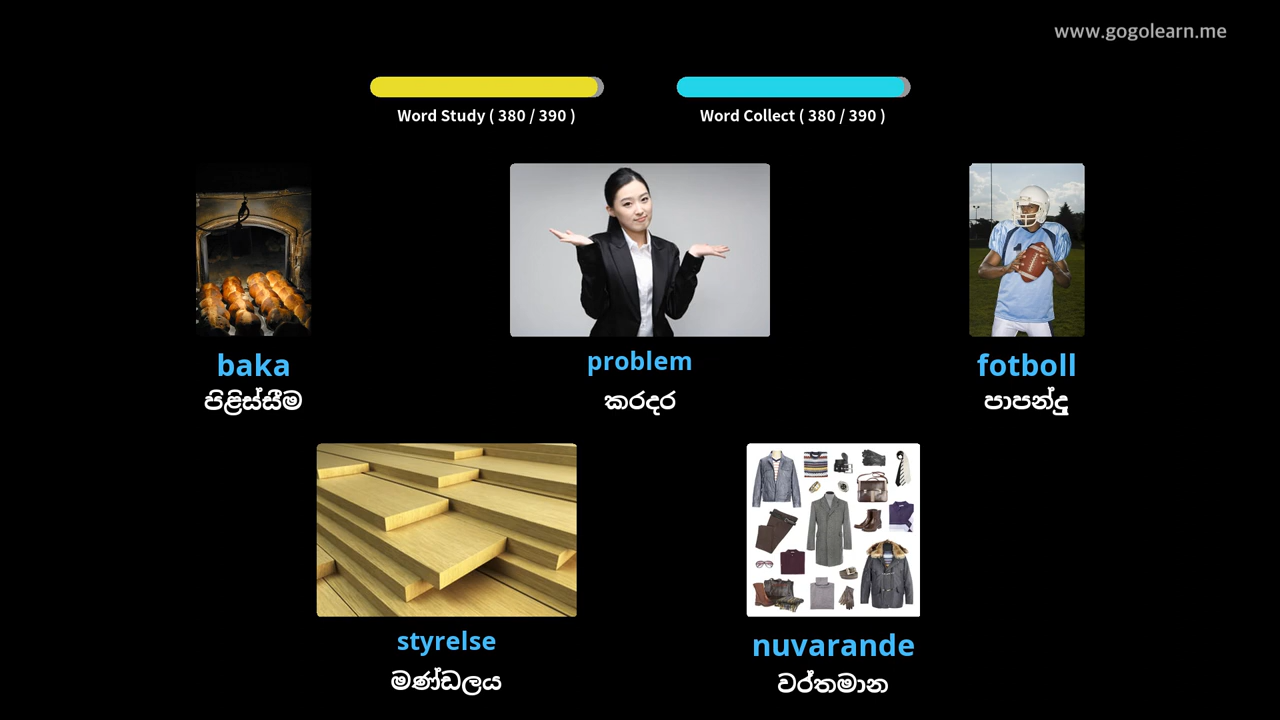 www.gogolearn.me
Word Study ( 380 / 390 )
Word Collect ( 380 / 390 )
baka
පිළිස්සීම
problem
කරදර
fotboll
පාපන්දු
styrelse
මණ්ඩලය
nuvarande
වර්තමාන